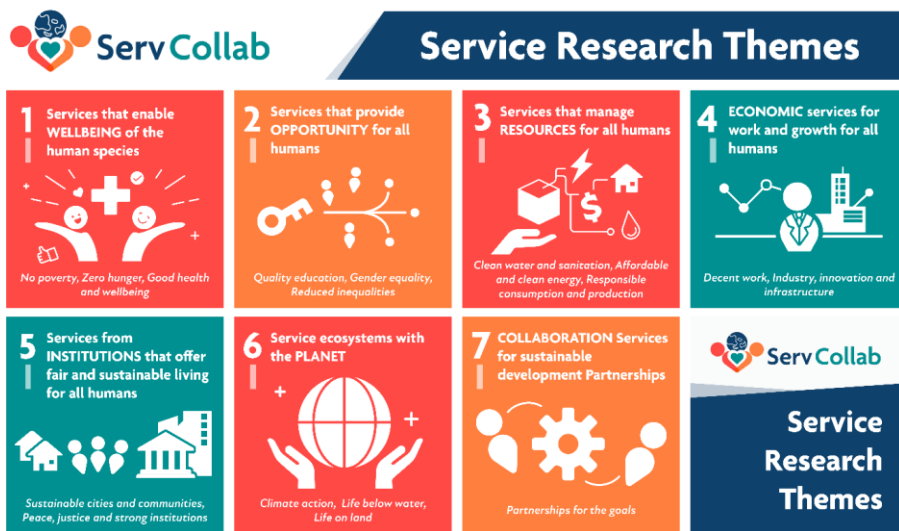 ServCollab
Service Research Themes
1
Services that enable
WELLBEING of the
human species
No poverty, Zero hunger, Good health
and wellbeing
2
Services that provide
OPPORTUNITY for all
humans
Quality education, Gender equality,
Reduced inequalities
3
Services that manage
RESOURCES for all humans
$
Clean water and sanitation, Affordable
and clean energy, Responsible
consumption and production
4
ECONOMIC services for
work and growth for all
humans
Decent work, Industry, innovation and
infrastructure
5
Services from
INSTITUTIONS that offer
fair and sustainable living
for all humans
Sustainable cities and communities,
Peace, justice and strong institutions
6
Service ecosystems with
the PLANET
Climate action, Life below water,
Life on land
7
COLLABORATION Services
for sustainable
development Partnerships
Partnerships for the goals
ServCollab
Service
Research
Themes